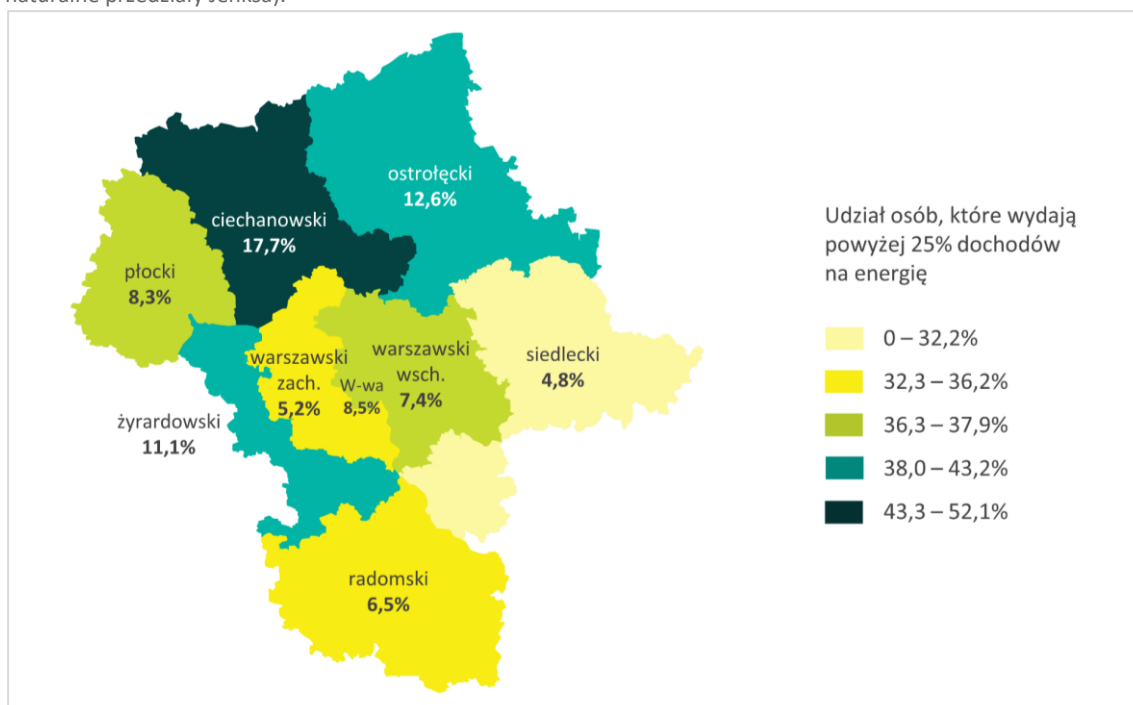 naturalne przedziały Jenksa).
ostrołęcki
12,6%
ciechanowski
17,7%
płocki
8,3%
warszawski
zach.
5,2%
W-wa
8,5%
warszawski
wsch.
7,4%
siedlecki
4,8%
żyrardowski
11,1%
radomski
6,5%
Udział osób, które wydają
powyżej 25% dochodów
na energię
0 – 32,2%
32,3 – 36,2%
36,3 – 37,9%
38,0 – 43,2%
43,3 – 52,1%